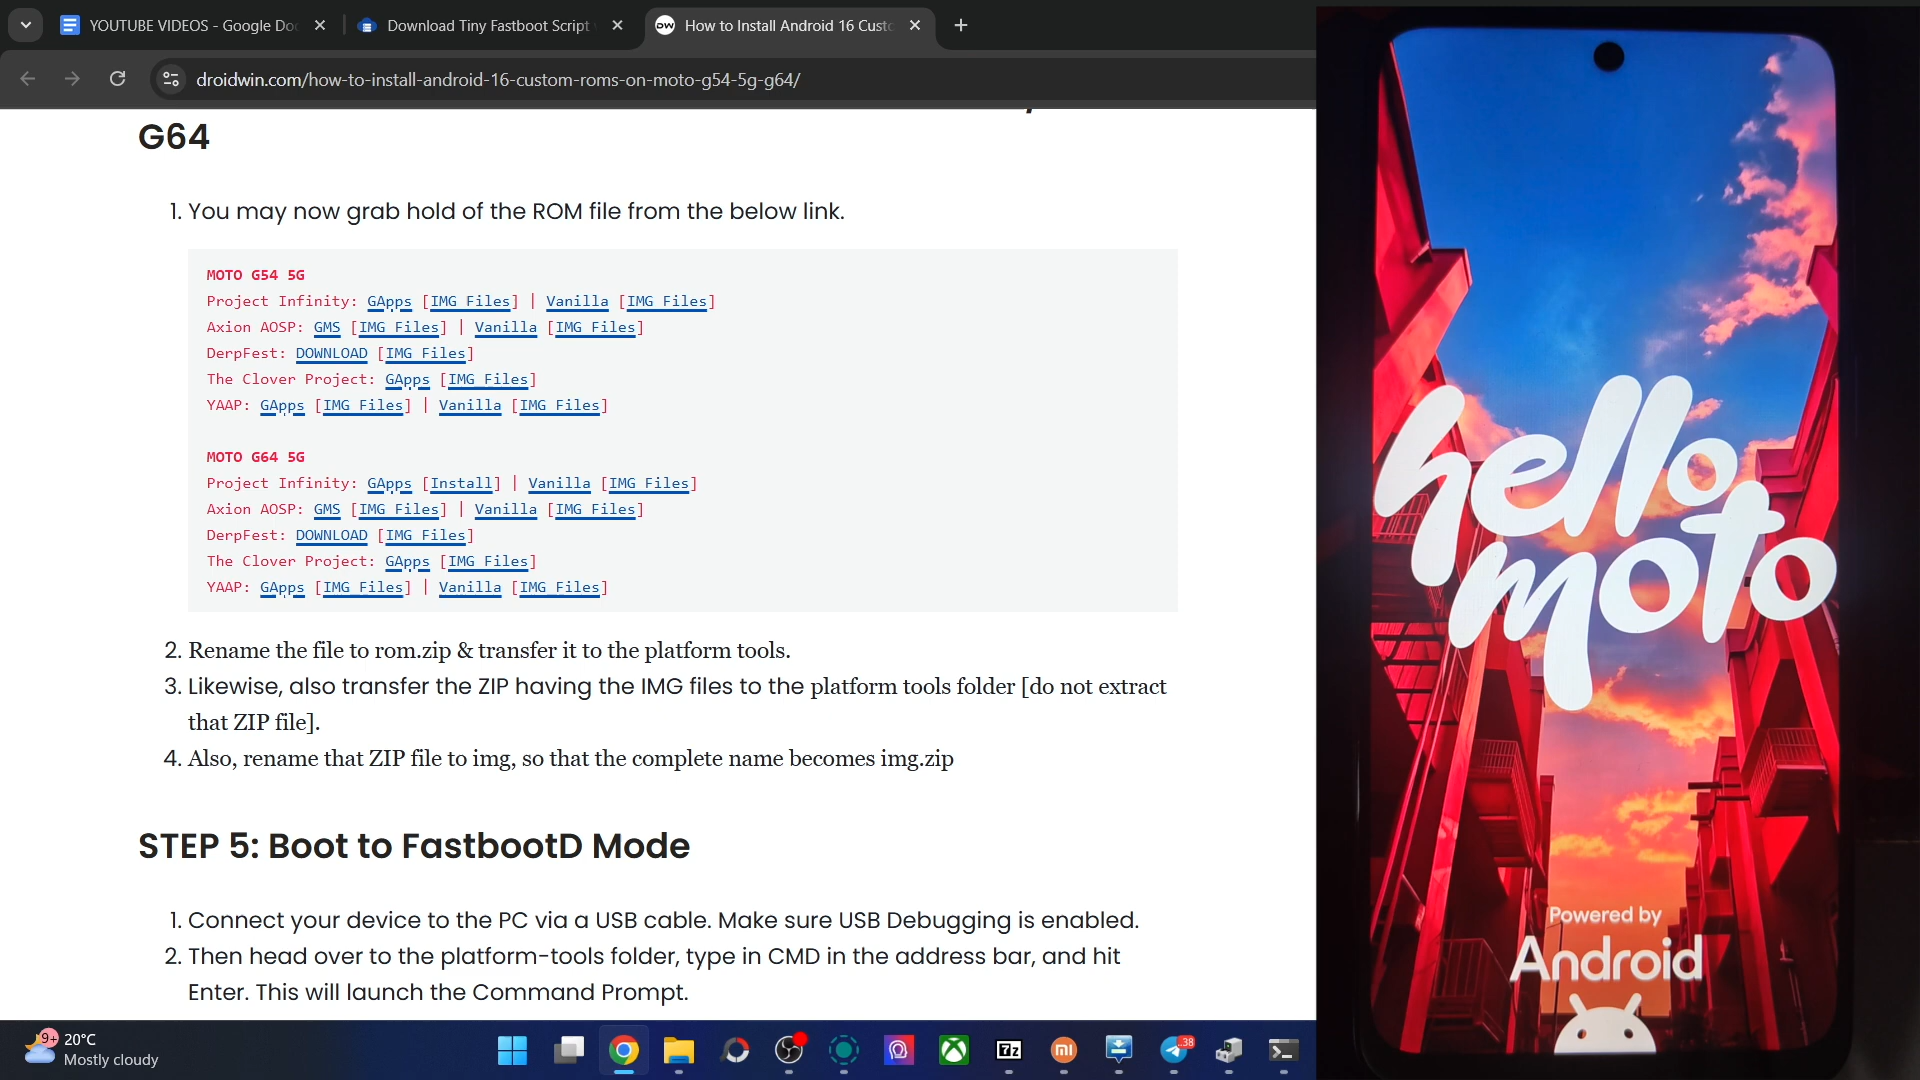 YOUTUBE VIDEOS - Google Do
Download Tiny Fastboot Script
DW
How to Install Android 16 Custo
droidwin.com/how-to-install-android-16-custom-roms-on-moto-g54-5g-g64/
G64
1. You may now grab hold of the ROM file from the below link.
MOTO G54 5G
Project Infinity: GApps [IMG Files] | Vanilla [IMG Files]
Axion AOSP: GMS [IMG Files] | Vanilla [IMG Files]
DerpFest: DOWNLOAD [IMG Files]
The Clover Project: GApps [IMG Files]
YAAP: GApps [IMG Files] | Vanilla [IMG Files]
MOTO G64 5G
Project Infinity: GApps [Install] | Vanilla [IMG Files]
Axion AOSP: GMS [IMG Files] | Vanilla [IMG Files]
DerpFest: DOWNLOAD [IMG Files]
The Clover Project: GApps [IMG Files]
YAAP: GApps [IMG Files] | Vanilla [IMG Files]
2. Rename the file to rom.zip & transfer it to the platform tools.
3. Likewise, also transfer the ZIP having the IMG files to the platform tools folder [do not extract
that ZIP file].
4. Also, rename that ZIP file to img, so that the complete name becomes img.zip
STEP 5: Boot to FastbootD Mode
1. Connect your device to the PC via a USB cable. Make sure USB Debugging is enabled.
2. Then head over to the platform-tools folder, type in CMD in the address bar, and hit
Enter. This will launch the Command Prompt.
9+
20°C
Mostly cloudy
7z
mi
38
hello
moto
Powered by
Android